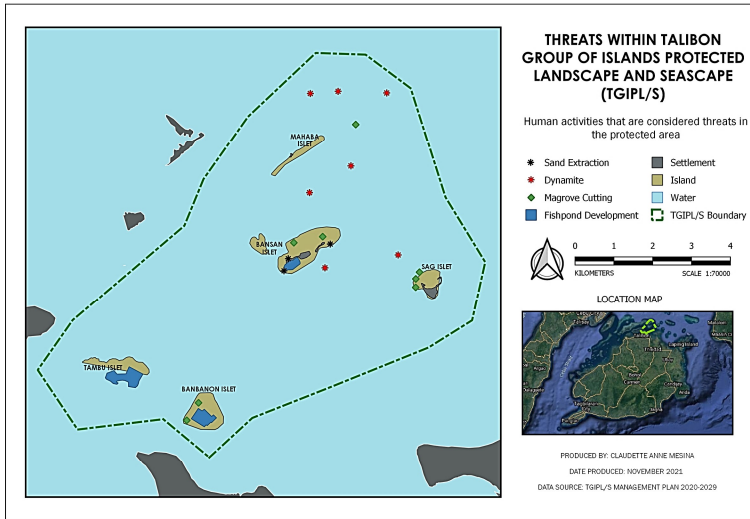 THREATS WITHIN TALIBON
GROUP OF ISLANDS PROTECTED
LANDSCAPE AND SEASCAPE
(TGIPL/S)
Human activities that are considered threats in
the protected area
Sand Extraction
Dynamite
Magrove Cutting
Fishpond Development
Settlement
Island
Water
TGIPL/S Boundary
0 1 2 3 4
KILOMETERS
SCALE 1:70000
LOCATION MAP
Trinidad
Carmen
Tagbilaran
PRODUCED BY: CLAUDETTE ANNE MESINA
DATE PRODUCED: NOVEMBER 2021
DATA SOURCE: TGIPL/S MANAGEMENT PLAN 2020-2029
MAHABA
ISLET
BANSAN
ISLET
SAG ISLET
TAMBU ISLET
BANBANON ISLET